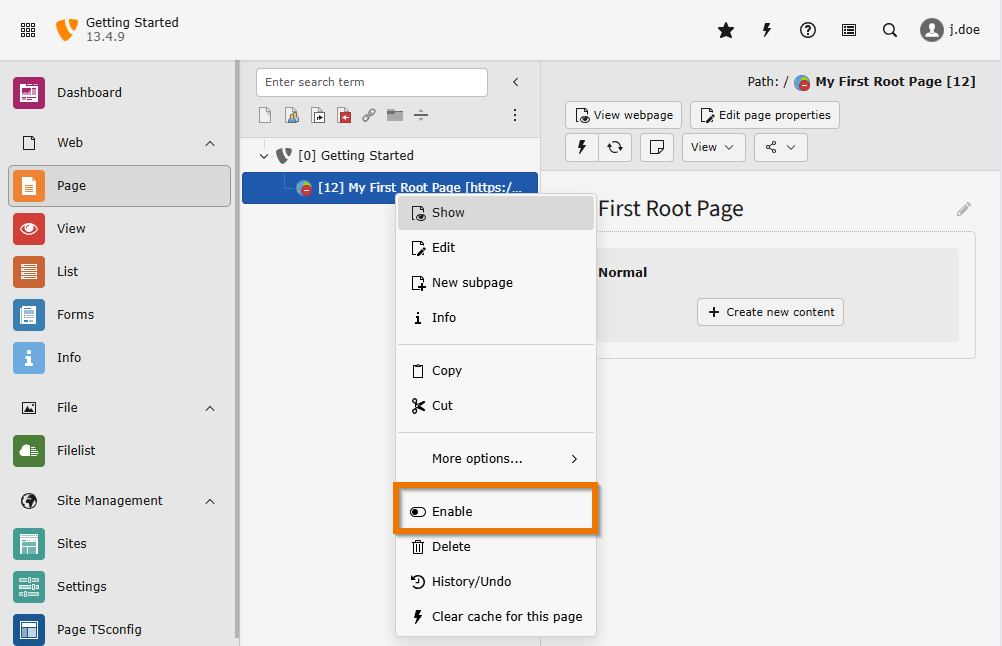 Getting Started
13.4.9
j.doe
Dashboard
Web
Page
View
List
Forms
Info
File
Filelist
Site Management
Sites
Settings
Page TSconfig
Enter search term
[0] Getting Started
[12] My First Root Page [https:/...
Show
Edit
New subpage
Info
Copy
Cut
More options...
Enable
Delete
History/Undo
Clear cache for this page
Path: / My First Root Page [12]
View webpage
Edit page properties
View
First Root Page
Normal
Create new content